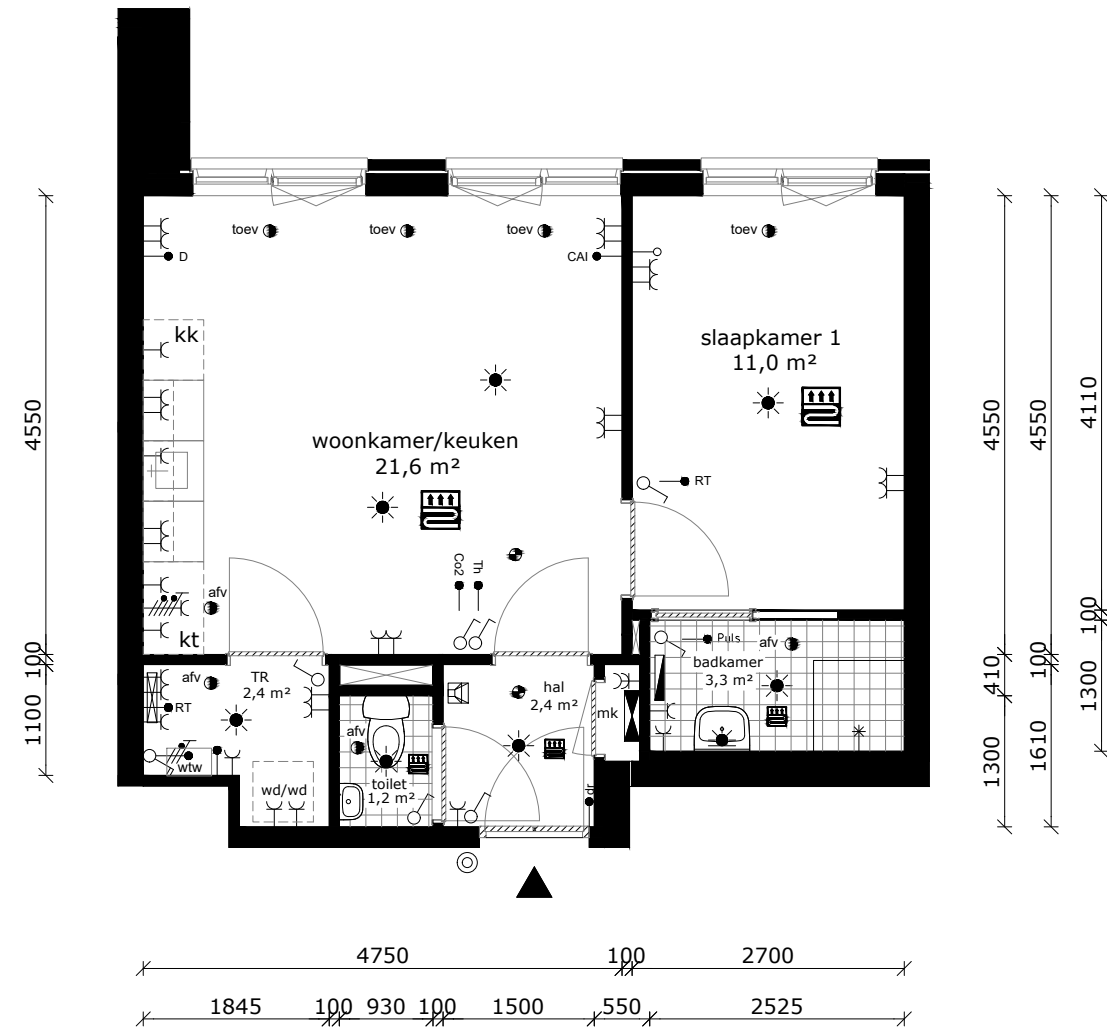 toev
toev
toev
toev
D
CAI
kk
slaapkamer 1
11,0 m²
woonkamer/keuken
21,6 m²
RT
Co2
Th
afv
kt
Puls
afv
badkamer
3,3 m²
afv
TR
2,4 m²
hal
2,4 m²
RT
mk
afv
wtw
wd/wd
toilet
1,2 m²
dr
4550
100
1100
4550
410
1300
4550
100
1610
4110
100
1300
4750
100
2700
1845
100
930
100
1500
550
2525